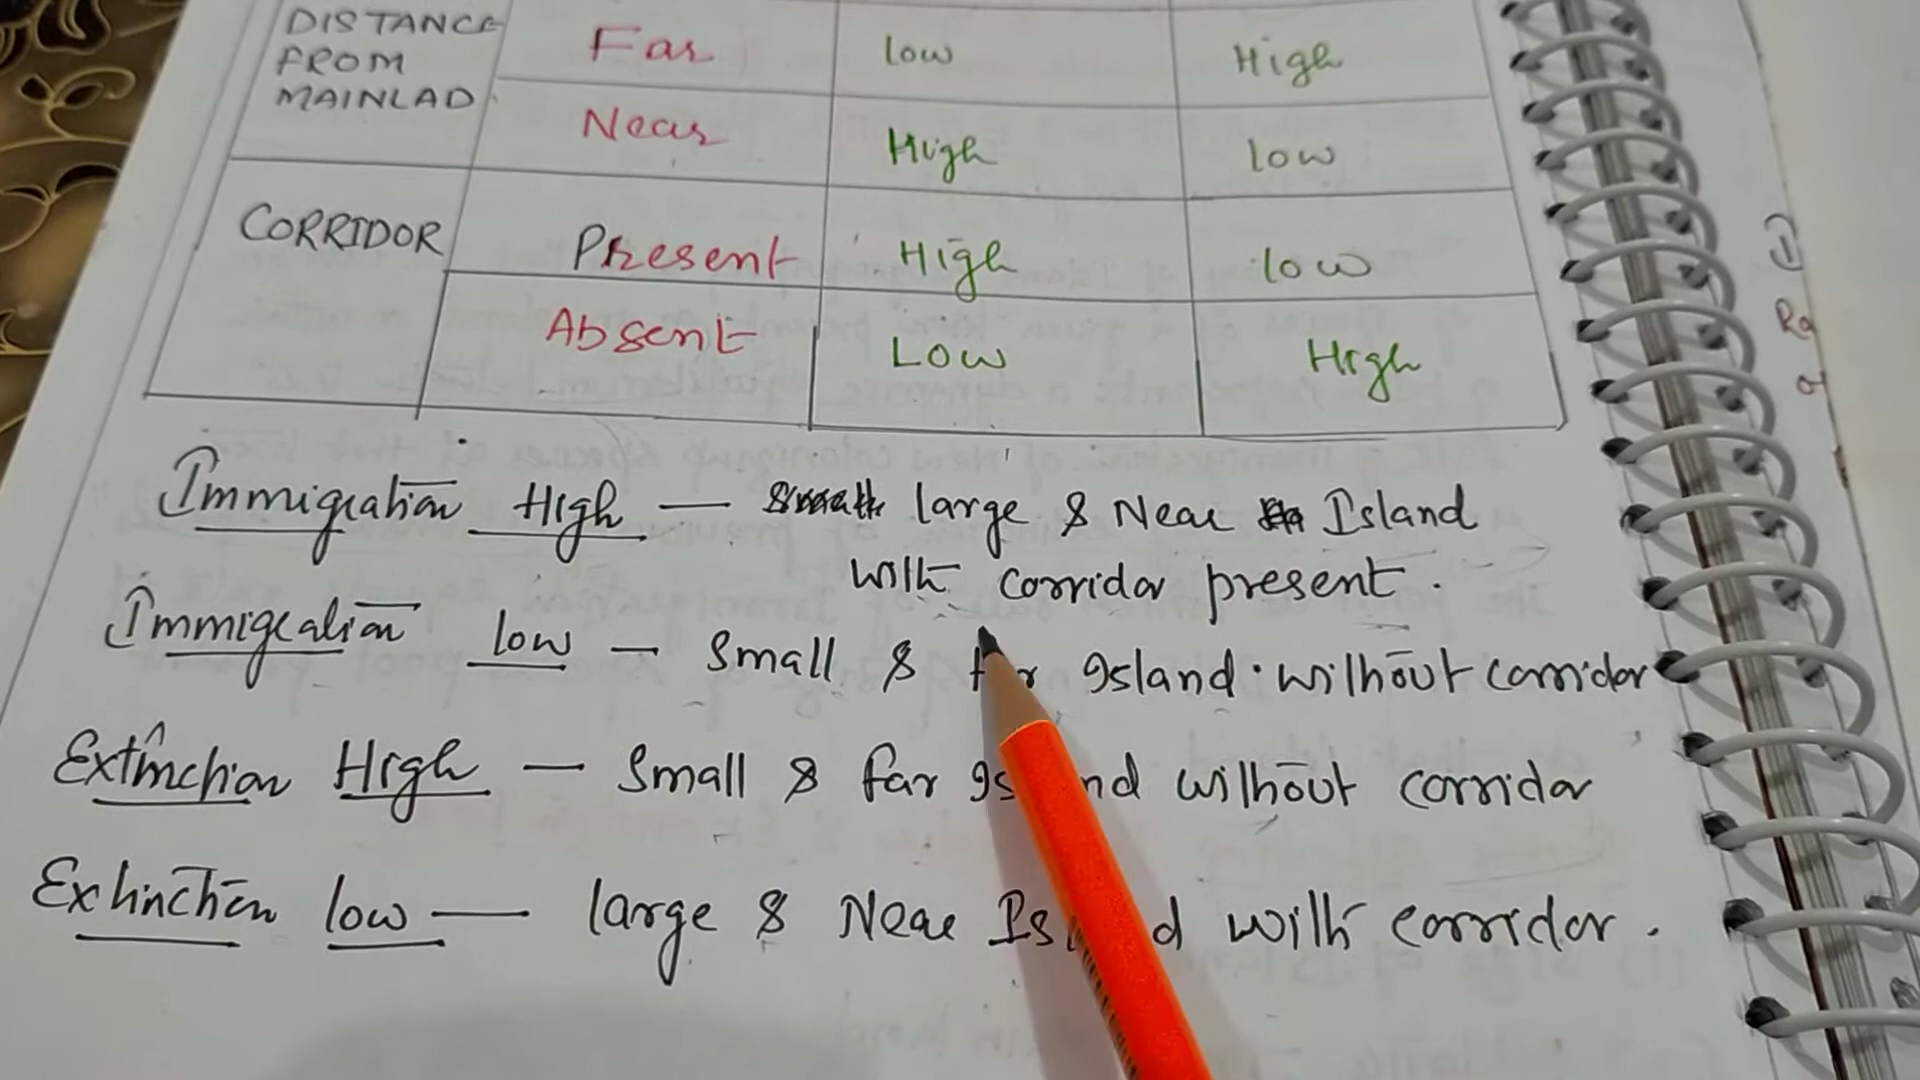 DISTANCE FROM MAINLAD Far low High
Near High low
CORRIDOR Present High low
Absent Low High
Immigration High — large & Near Island
with corridor present.
Immigration low — Small & Island. without corridor
Extinction High — Small & far without corridor
Extinction low — large & Near with corridor.
Ra
of